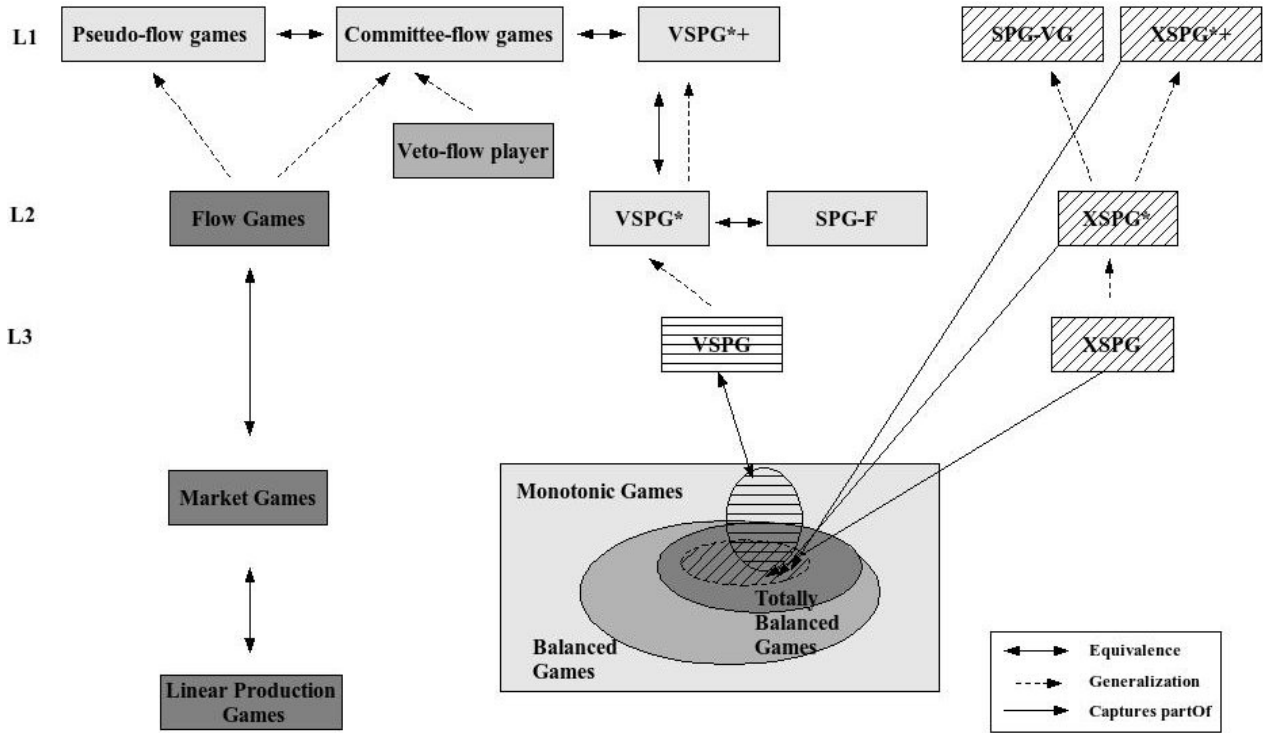 L1
Pseudo-flow games
Committee-flow games
VSPG*+
SPG-VG
XSPG*+
Veto-flow player
L2
Flow Games
VSPG*
SPG-F
XSPG*
L3
VSPG
XSPG
Market Games
Monotonic Games
Totally
Balanced
Games
Balanced
Games
Linear Production
Games
Equivalence
Generalization
Captures partOf